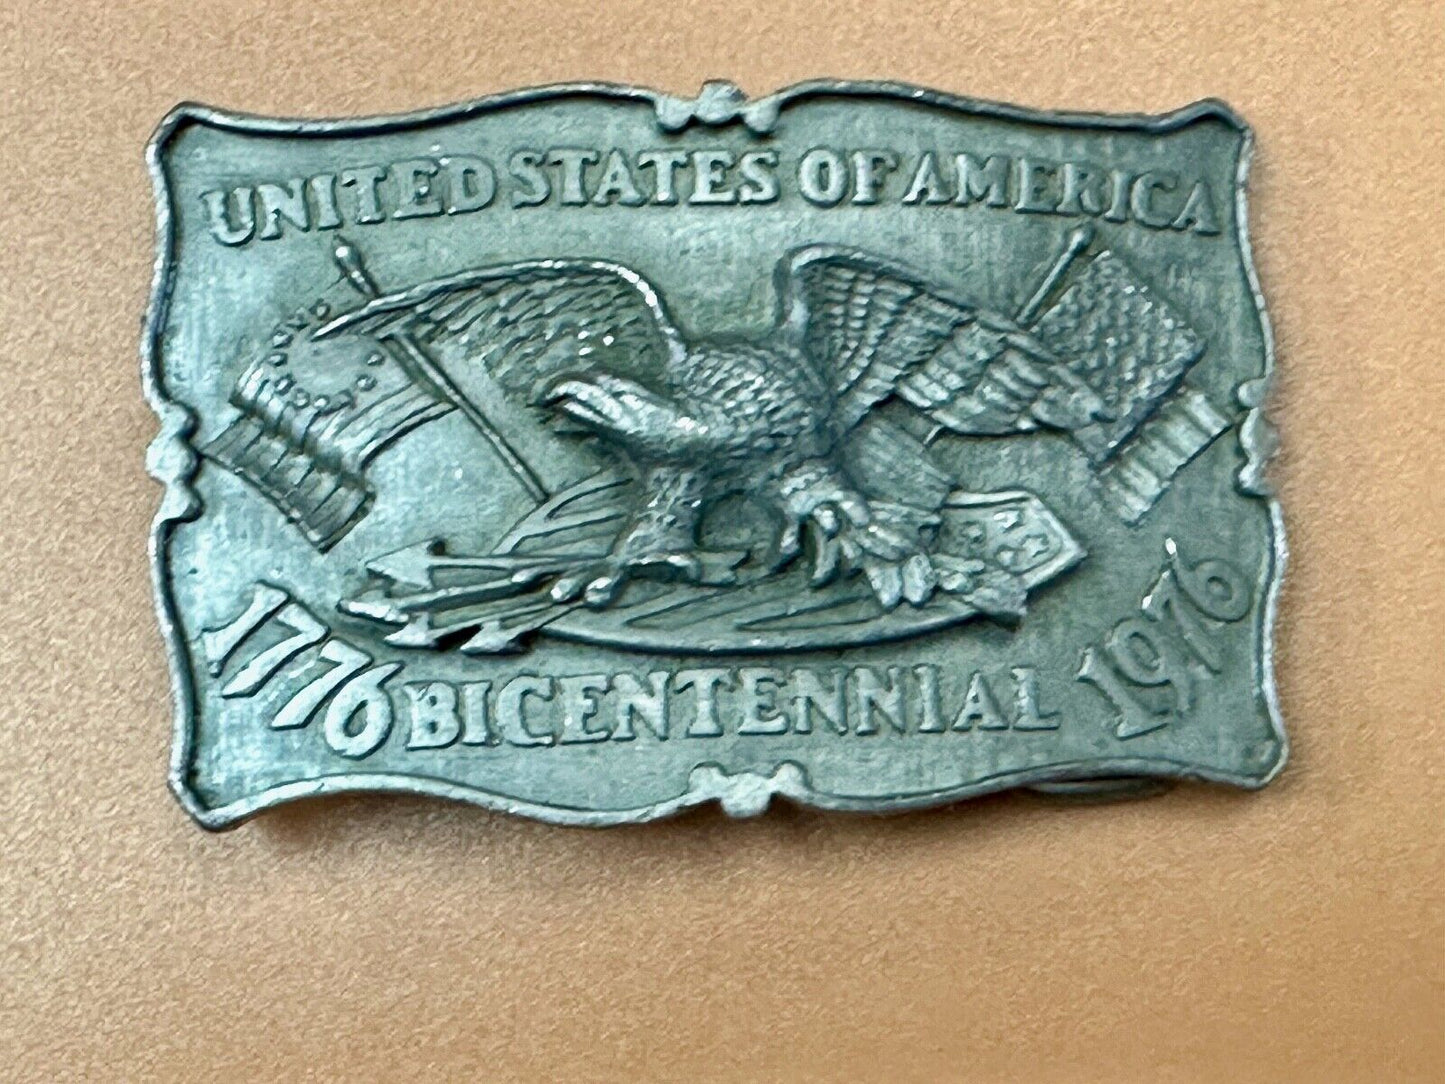 UNITED STATES OF AMERICA
1776 BICENTENNIAL 1976